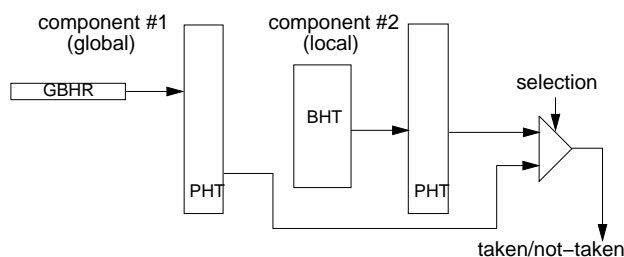 component #1
(global)
component #2
(local)
GBHR
BHT
PHT
PHT
selection
taken/not−taken